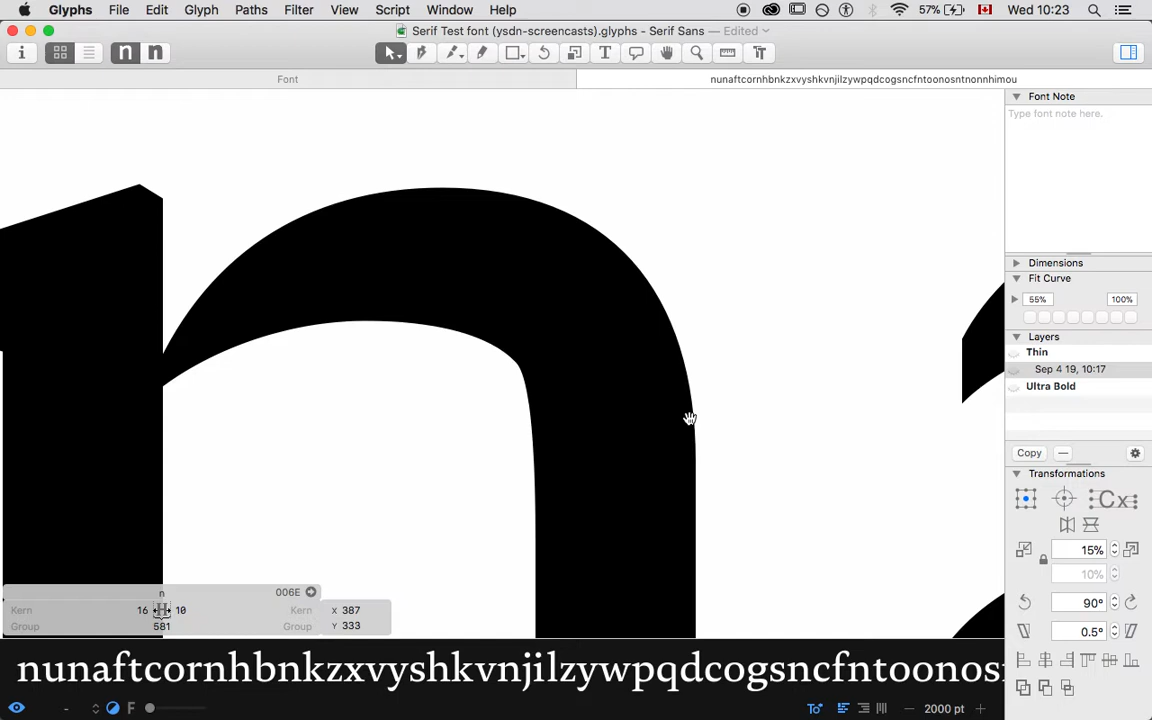 Glyphs File Edit Glyph Paths Filter View Script Window Help 57% Wed 10:23
Serif Test font (ysdn-screencasts).glyphs - Serif Sans — Edited
n n T
Font nunaftcornhbnkzxvyshkvnjilzywpqdcogsncfntoonosntnonnhimou
Font Note
Type font note here.
Dimensions
Fit Curve
55% 100%
Layers
Thin
Sep 4 19, 10:17
Ultra Bold
Copy
Transformations
Cx
15%
10%
90°
0.5°
n 006E
Kern 16 10 Kern X 387
Group 581 Group Y 333
nunaftcornhbnkzxvyshkvnjilzywpqdcogsncfntoonos
- F 2000 pt